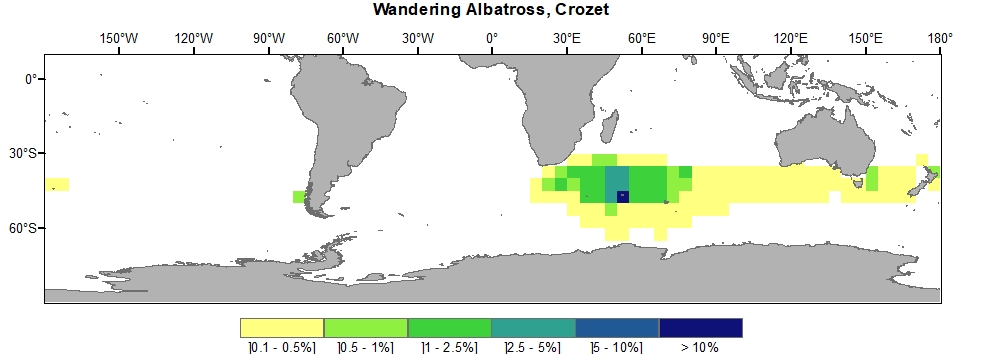 Wandering Albatross, Crozet
150°W 120°W 90°W 60°W 30°W 0° 30°E 60°E 90°E 120°E 150°E 180°
0°
30°S
60°S
]0.1 - 0.5%] ]0.5 - 1%] ]1 - 2.5%] ]2.5 - 5%] ]5 - 10%] > 10%